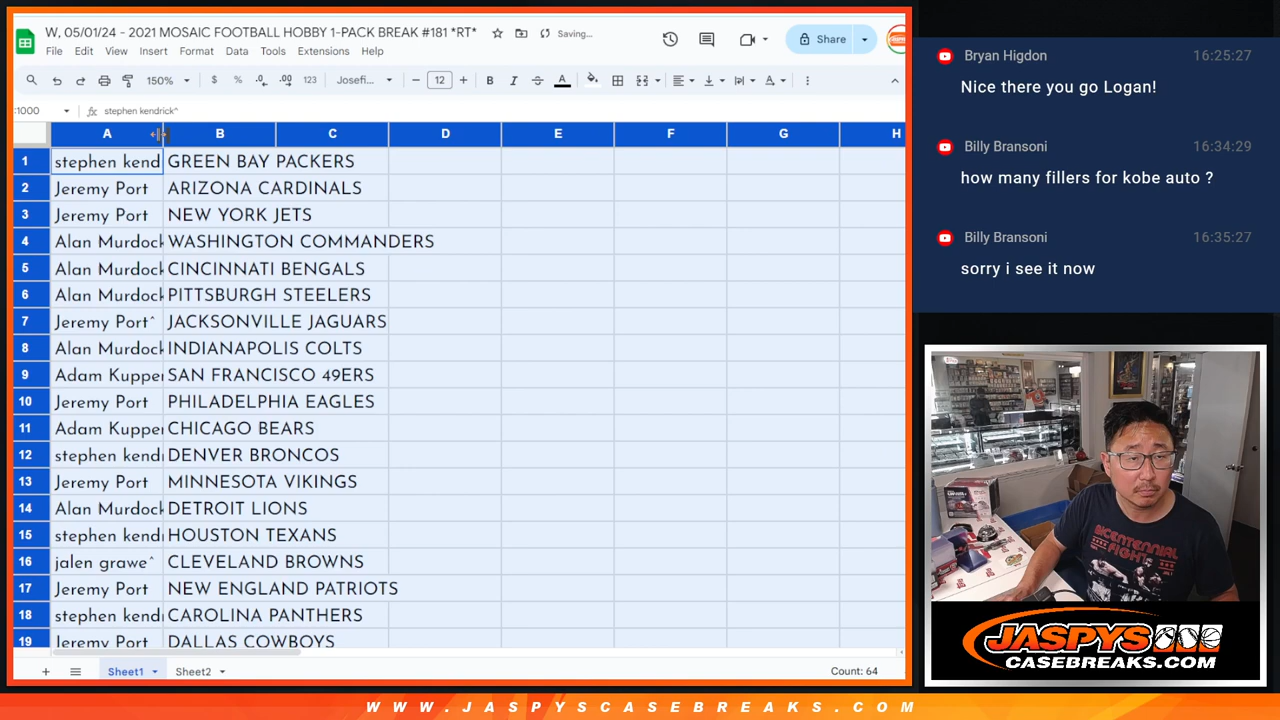 W, 05/01/24 - 2021 MOSAIC FOOTBALL HOBBY 1-PACK BREAK #181 *RT*
Saving...
File Edit View Insert Format Data Tools Extensions Help
Share
150% $ % .0 .00 123 Josefi... 12 B I A
:1000 fx stephen kendrick^
A B C D E F G H
1 stephen kend GREEN BAY PACKERS
2 Jeremy Port ARIZONA CARDINALS
3 Jeremy Port NEW YORK JETS
4 Alan Murdock WASHINGTON COMMANDERS
5 Alan Murdock CINCINNATI BENGALS
6 Alan Murdock PITTSBURGH STEELERS
7 Jeremy Port^ JACKSONVILLE JAGUARS
8 Alan Murdock INDIANAPOLIS COLTS
9 Adam Kupper SAN FRANCISCO 49ERS
10 Jeremy Port PHILADELPHIA EAGLES
11 Adam Kupper CHICAGO BEARS
12 stephen kend DENVER BRONCOS
13 Jeremy Port MINNESOTA VIKINGS
14 Alan Murdock DETROIT LIONS
15 stephen kend HOUSTON TEXANS
16 jalen grawe^ CLEVELAND BROWNS
17 Jeremy Port NEW ENGLAND PATRIOTS
18 stephen kend CAROLINA PANTHERS
19 Jeremy Port DALLAS COWBOYS
Sheet1 Sheet2 Count: 64
Bryan Higdon 16:25:27
Nice there you go Logan!
Billy Bransoni 16:34:29
how many fillers for kobe auto ?
Billy Bransoni 16:35:27
sorry i see it now
BICENTENNIAL
FIGHT
JASPYS
CASEBREAKS.COM
WWW.JASPYSCASEBREAKS.COM